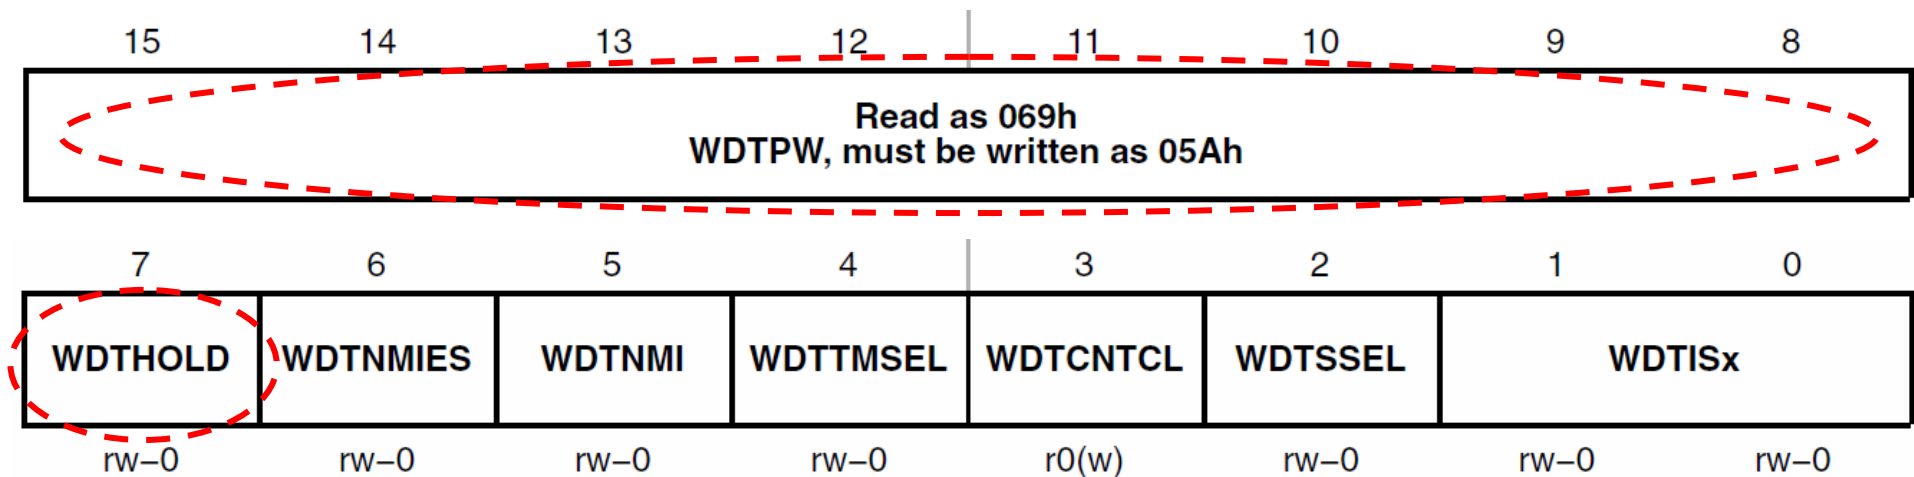 15 14 13 12 11 10 9 8
Read as 069h
WDTPW, must be written as 05Ah
7 6 5 4 3 2 1 0
WDTHOLD WDTNMIES WDTNMI WDTTMSEL WDTCNTCL WDTSSEL WDTISx
rw−0 rw−0 rw−0 rw−0 r0(w) rw−0 rw−0 rw−0